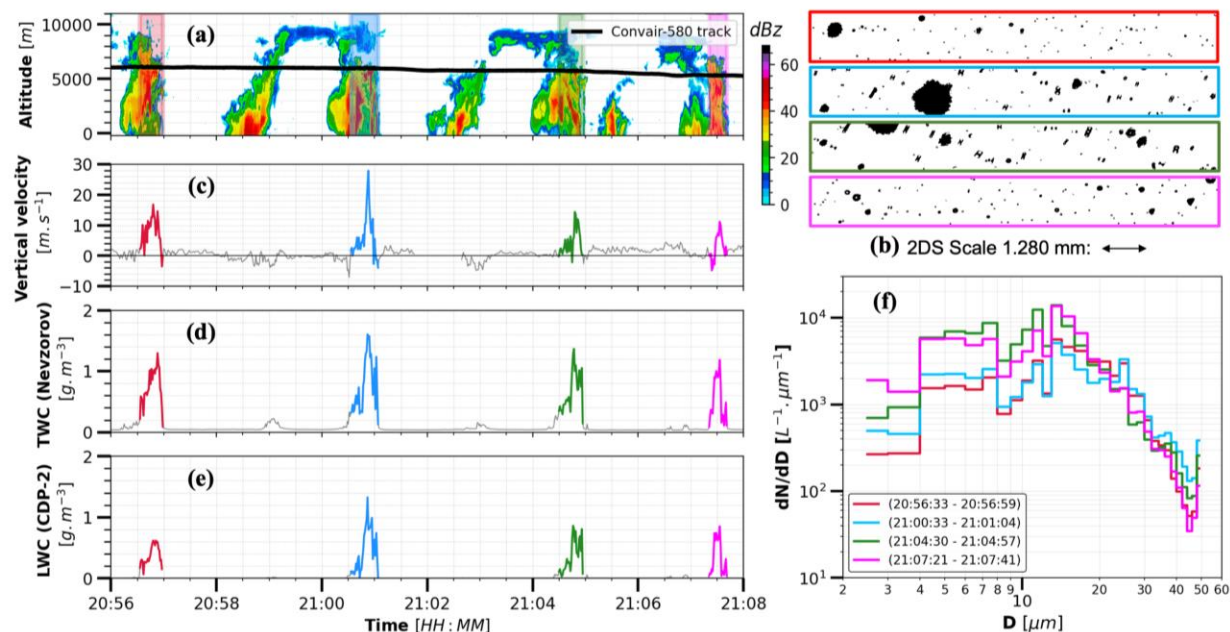 dBz
Altitude [m]
10000
5000
0
(a)
Convair-580 track
60
40
20
0
Vertical velocity
[m.s⁻¹]
30
20
10
0
−10
(c)
(b) 2DS Scale 1.280 mm:
TWC (Nevzorov)
[g.m⁻³]
2
1
0
(d)
LWC (CDP-2)
[g.m⁻³]
2
1
0
(e)
20:56 20:58 21:00 21:02 21:04 21:06 21:08
Time [HH:MM]
(f)
dN/dD [L⁻¹.μm⁻¹]
10⁴
10³
10²
10¹
(20:56:33 - 20:56:59)
(21:00:33 - 21:01:04)
(21:04:30 - 21:04:57)
(21:07:21 - 21:07:41)
2 3 4 5 6 7 8 9 10 20 30 40 50 60
D [μm]